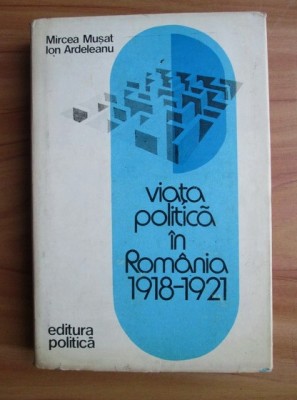 Mircea Mușat
Ion Ardeleanu
viața
politică
în
România
1918-1921
editura
politică